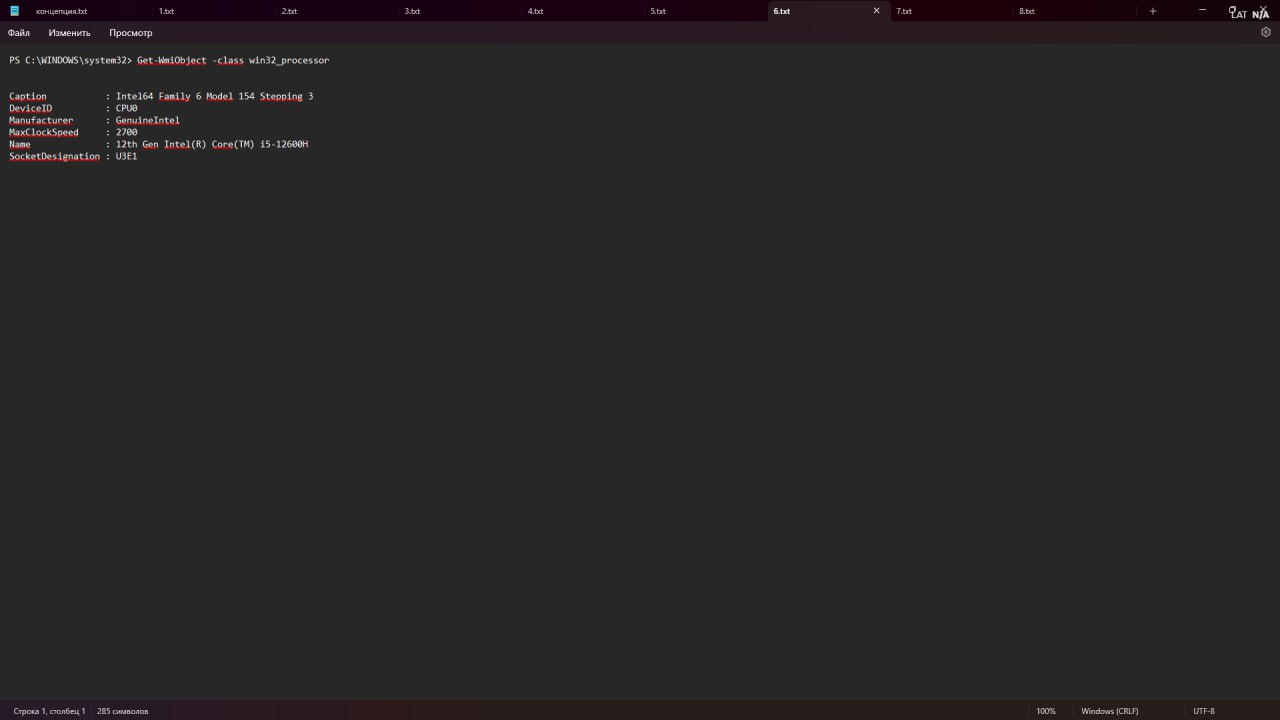 концепция.txt 1.txt 2.txt 3.txt 4.txt 5.txt 6.txt 7.txt 8.txt
LAT N/A
Файл Изменить Просмотр
PS C:\WINDOWS\system32> Get-WmiObject -class win32_processor
Caption : Intel64 Family 6 Model 154 Stepping 3
DeviceID : CPU0
Manufacturer : GenuineIntel
MaxClockSpeed : 2700
Name : 12th Gen Intel(R) Core(TM) i5-12600H
SocketDesignation : U3E1
Строка 1, столбец 1 285 символов 100% Windows (CRLF) UTF-8